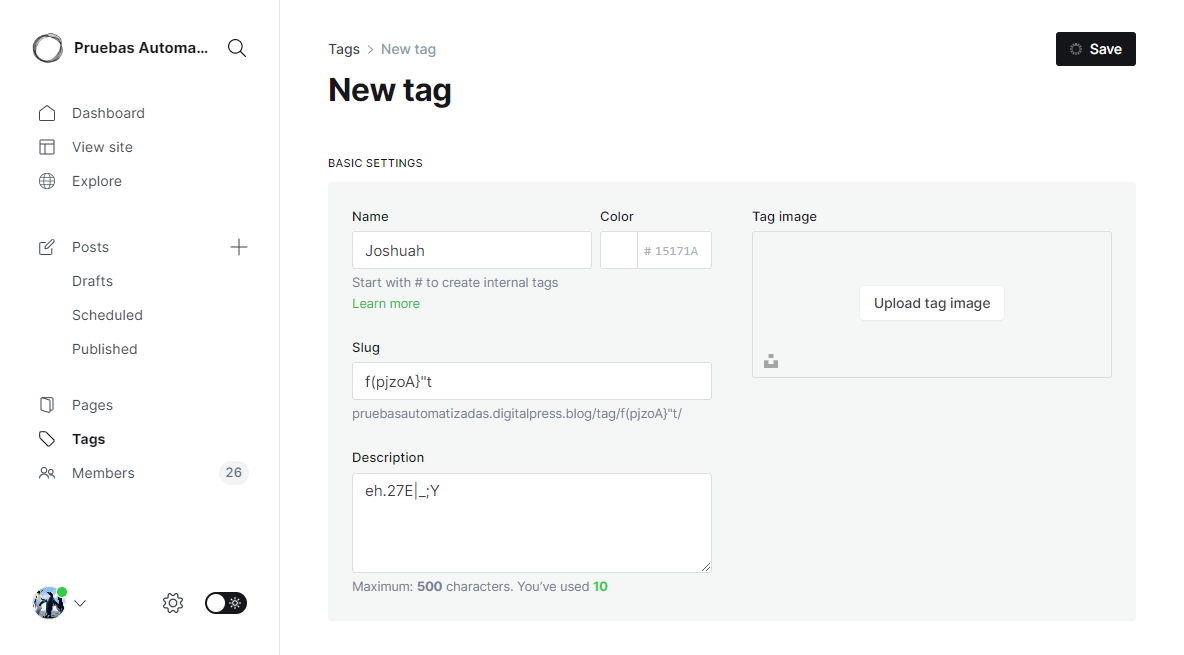 Pruebas Automa...
Dashboard
View site
Explore
Posts
Drafts
Scheduled
Published
Pages
Tags
Members
26
Tags > New tag
Save
New tag
BASIC SETTINGS
Name
Joshuah
Start with # to create internal tags
Learn more
Color
# 15171A
Slug
f(pjzoA}"t
pruebasautomatizadas.digitalpress.blog/tag/f(pjzoA}"t/
Description
eh.27E|_;Y
Maximum: 500 characters. You’ve used 10
Tag image
Upload tag image